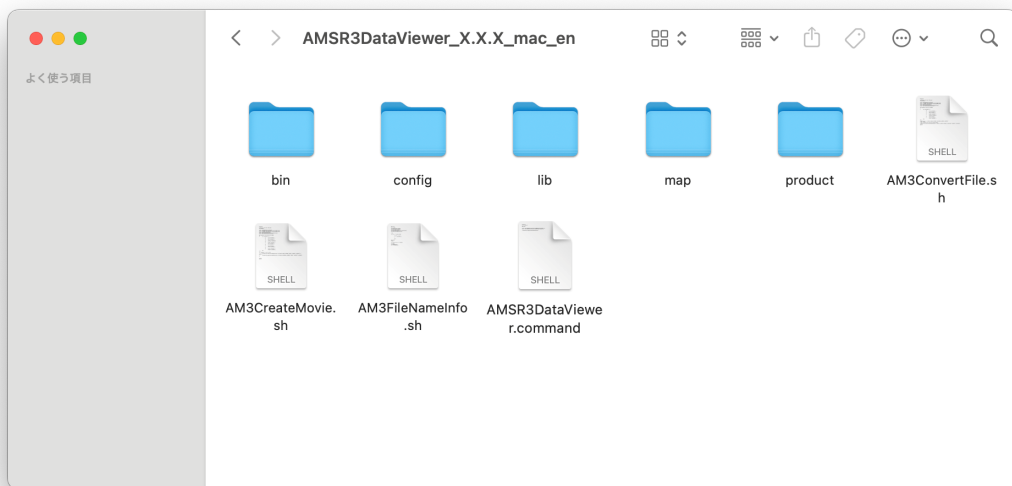 AMSR3DataViewer_X.X.X_mac_en
よく使う項目
bin
config
lib
map
product
SHELL
AM3ConvertFile.s
h
SHELL
AM3CreateMovie.
sh
SHELL
AM3FileNameInfo
.sh
SHELL
AMSR3DataViewe
r.command